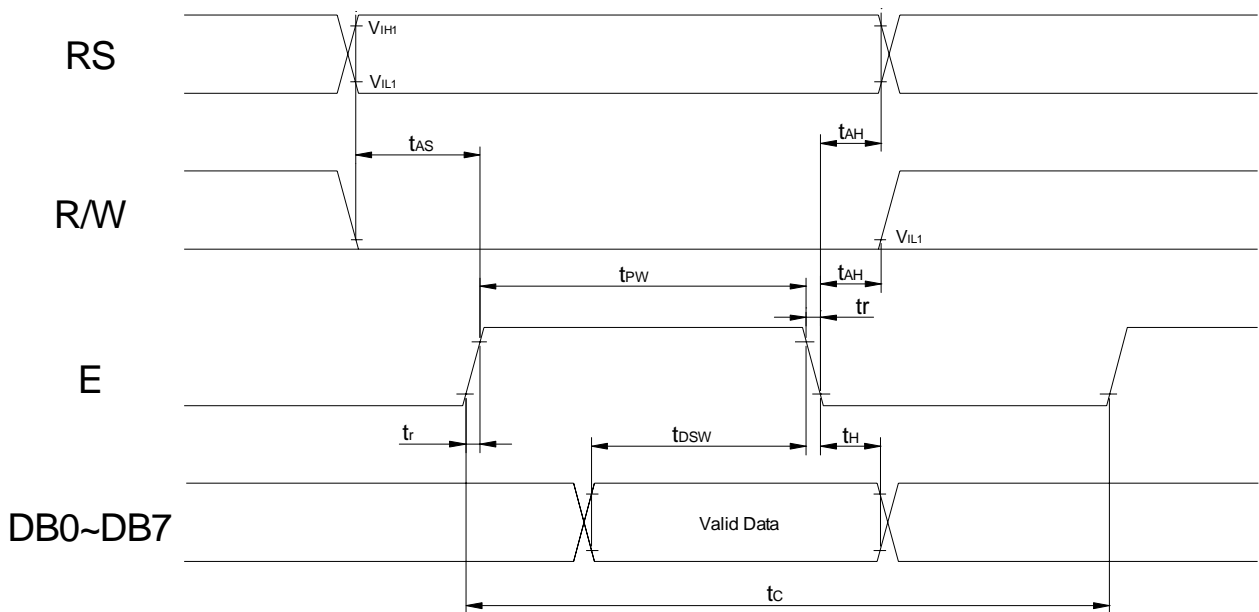 RS
VIH1
VIL1
tAS
tAH
R/W
VIL1
tPW
tAH
tr
E
tr
tDSW
tH
DB0~DB7
Valid Data
tC